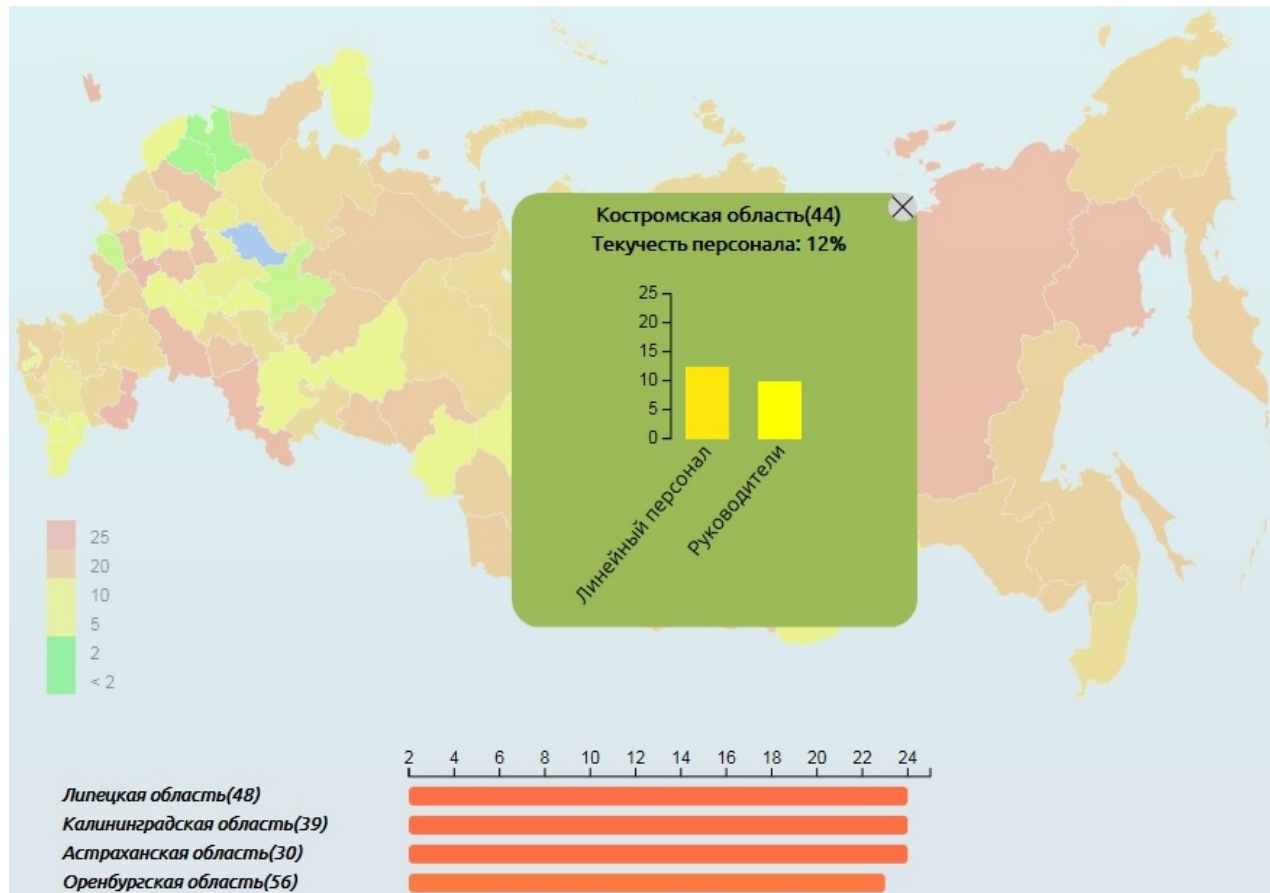 Костромская область(44)
Текучесть персонала: 12%
25
20
15
10
5
0
Линейный персонал
Руководители
25
20
10
5
2
< 2
2 4 6 8 10 12 14 16 18 20 22 24
Липецкая область(48)
Калининградская область(39)
Астраханская область(30)
Оренбургская область(56)